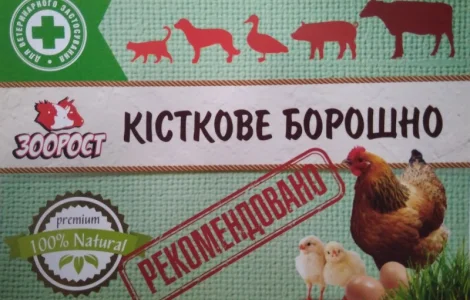 ДЛЯ ВЕТЕРИНАРНОГО ЗАСТОСУВАННЯ
ЗООРОСТ
КІСТКОВЕ БОРОШНО
РЕКОМЕНДОВАНО
premium
100% Natural